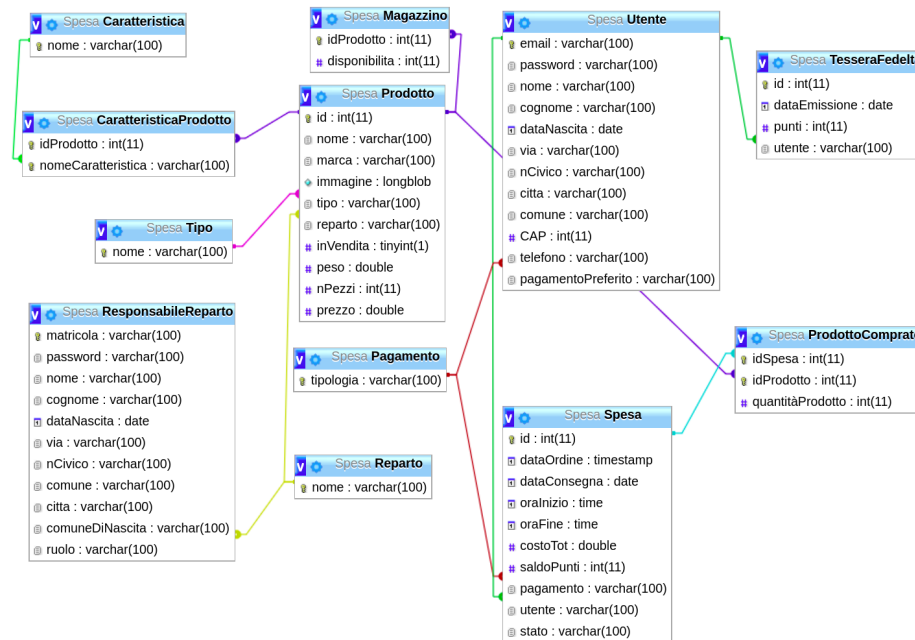 Spesa Caratteristica
nome : varchar(100)
Spesa Magazzino
idProdotto : int(11)
disponibilita : int(11)
Spesa Utente
email : varchar(100)
password : varchar(100)
nome : varchar(100)
cognome : varchar(100)
dataNascita : date
via : varchar(100)
nCivico : varchar(100)
citta : varchar(100)
comune : varchar(100)
CAP : int(11)
telefono : varchar(100)
pagamentoPreferito : varchar(100)
Spesa TesseraFedelt
id : int(11)
dataEmissione : date
punti : int(11)
utente : varchar(100)
Spesa CaratteristicaProdotto
idProdotto : int(11)
nomeCaratteristica : varchar(100)
Spesa Prodotto
id : int(11)
nome : varchar(100)
marca : varchar(100)
immagine : longblob
tipo : varchar(100)
reparto : varchar(100)
inVendita : tinyint(1)
peso : double
nPezzi : int(11)
prezzo : double
Spesa Tipo
nome : varchar(100)
Spesa ResponsabileReparto
matricola : varchar(100)
password : varchar(100)
nome : varchar(100)
cognome : varchar(100)
dataNascita : date
via : varchar(100)
nCivico : varchar(100)
comune : varchar(100)
citta : varchar(100)
comuneDiNascita : varchar(100)
ruolo : varchar(100)
Spesa Pagamento
tipologia : varchar(100)
Spesa Reparto
nome : varchar(100)
Spesa Spesa
id : int(11)
dataOrdine : timestamp
dataConsegna : date
oraInizio : time
oraFine : time
costoTot : double
saldoPunti : int(11)
pagamento : varchar(100)
utente : varchar(100)
stato : varchar(100)
Spesa ProdottoComprato
idSpesa : int(11)
idProdotto : int(11)
quantitàProdotto : int(11)